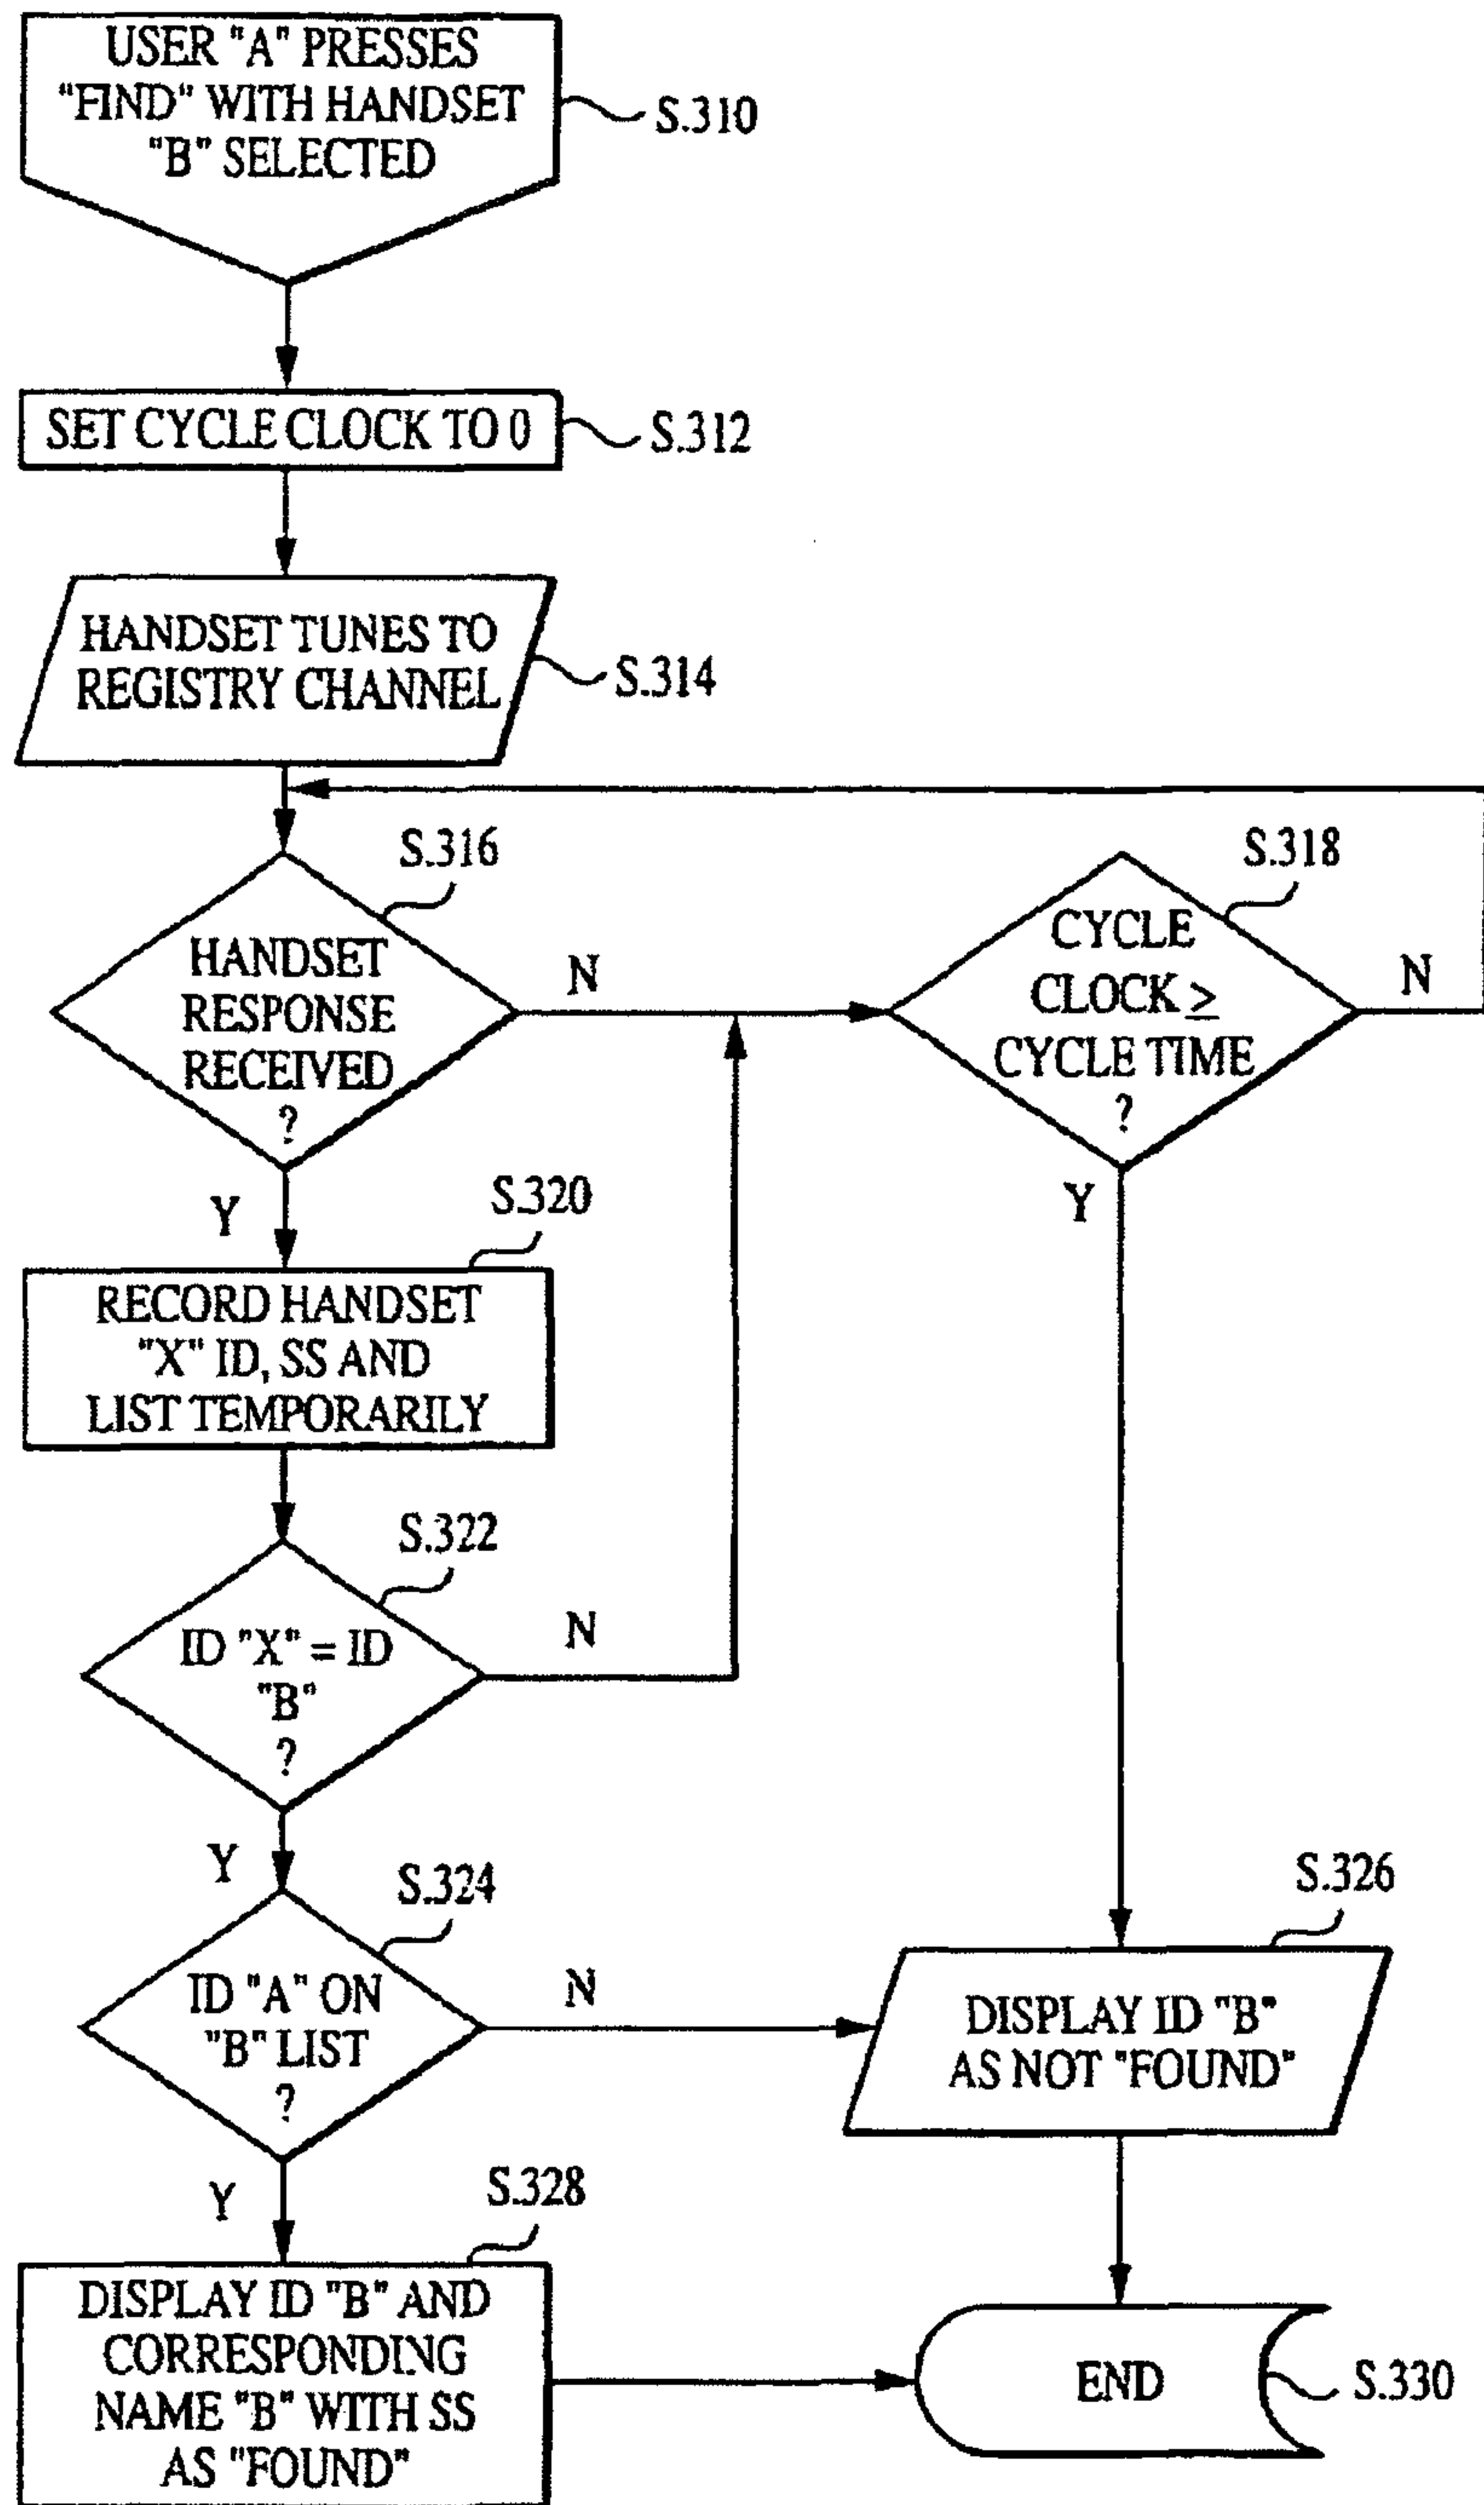 USER "A" PRESSES
"FIND" WITH HANDSET
"B" SELECTED
S.310
SET CYCLE CLOCK TO 0
S.312
HANDSET TUNES TO
REGISTRY CHANNEL
S.314
S.316
HANDSET
RESPONSE
RECEIVED
?
N
Y
S.318
CYCLE
CLOCK ≥
CYCLE TIME
?
N
Y
S.320
RECORD HANDSET
"X" ID, SS AND
LIST TEMPORARILY
S.322
ID "X" = ID
"B"
?
N
Y
S.324
ID "A" ON
"B" LIST
?
N
Y
S.326
DISPLAY ID "B"
AS NOT "FOUND"
S.328
DISPLAY ID "B" AND
CORRESPONDING
NAME "B" WITH SS
AS "FOUND"
END
S.330